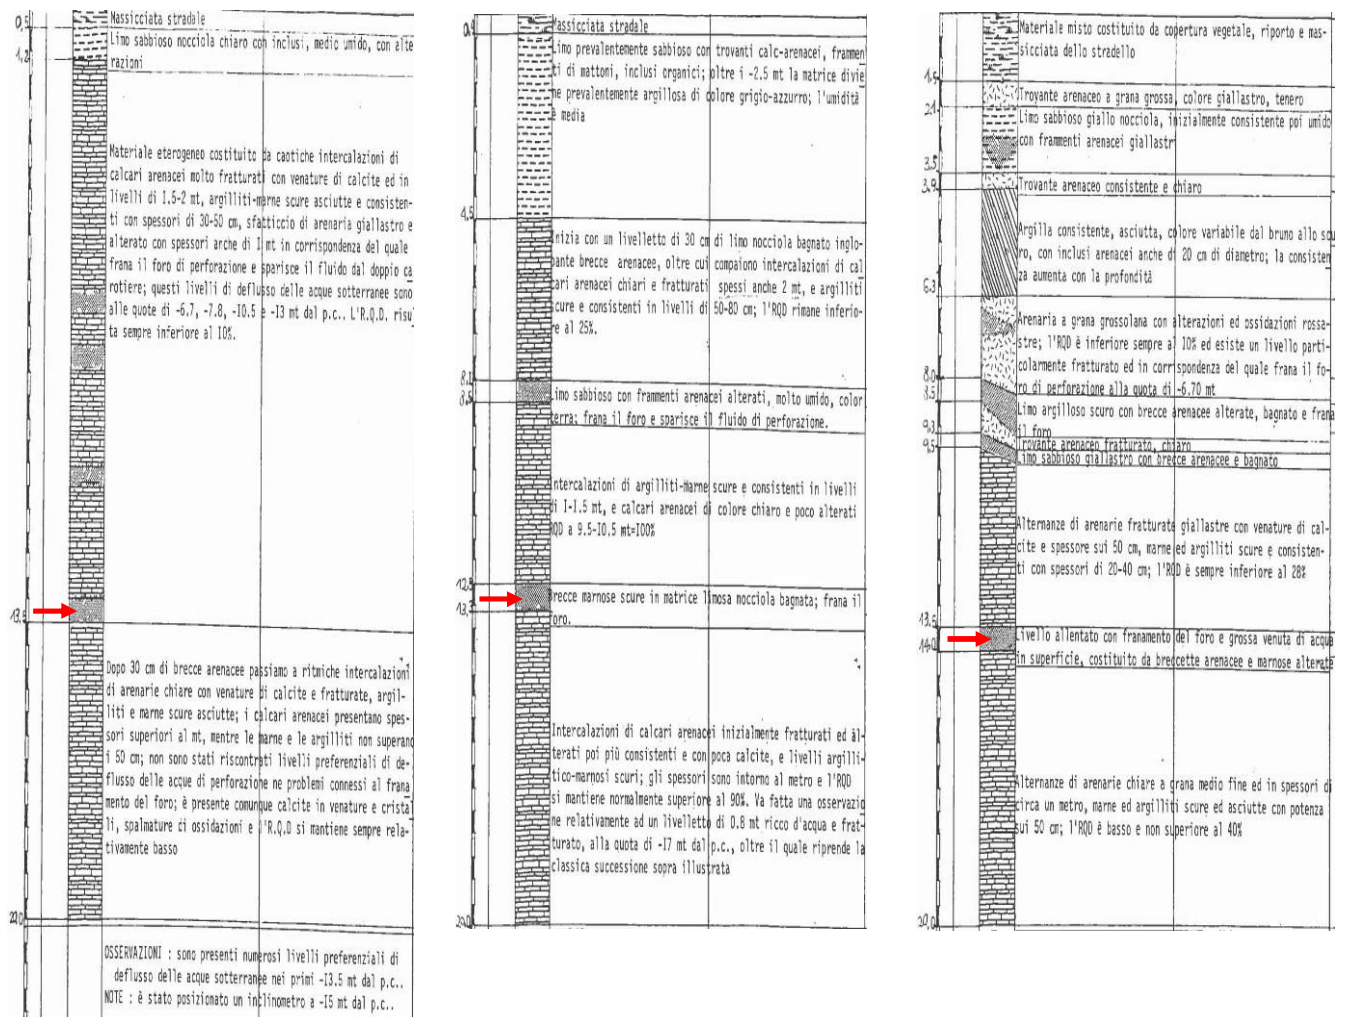 0,5
Massicciata stradale
Limo sabbioso nocciola chiaro con inclusi, medio umido, con alte
razioni
1,2
Materiale eterogeneo costituito da caotiche intercalazioni di
calcari arenacei molto fratturati con venature di calcite ed in
livelli di I.5-2 mt, argilliti-marne scure asciutte e consisten-
ti con spessori di 30-50 cm, sfatticcio di arenaria giallastro e
alterato con spessori anche di I mt in corrispondenza del quale
frana il foro di perforazione e sparisce il fluido dal doppio ca
rotiere; questi livelli di deflusso delle acque sotterranee sono
alle quote di -6.7, -7.8, -I0.5 e -I3 mt dal p.c.. L'R.Q.D. risul
ta sempre inferiore al I0%.
13,5
Dopo 30 cm di brecce arenacee passiamo a ritmiche intercalazioni
di arenarie chiare con venature di calcite e fratturate, argil-
liti e marne scure asciutte; i calcari arenacei presentano spes-
sori superiori al mt, mentre le marne e le argilliti non superano
i 50 cm; non sono stati riscontrati livelli preferenziali di de-
flusso delle acque di perforazione ne problemi connessi al frana
mento del foro; è presente comunque calcite in venature e crista
li, spalmature di ossidazioni e l'R.Q.D si mantiene sempre rela-
tivamente basso
OSSERVAZIONI : sono presenti numerosi livelli preferenziali di
deflusso delle acque sotterranee nei primi -I3.5 mt dal p.c..
NOTE : è stato posizionato un inclinometro a -I5 mt dal p.c..
Massicciata stradale
Limo prevalentemente sabbioso con trovanti calc-arenacei, frammen
ti di mattoni, inclusi organici; oltre i -2.5 mt la matrice divie
ne prevalentemente argillosa di colore grigio-azzurro; l'umidità
è media
4,5
Inizia con un livelletto di 30 cm di limo nocciola bagnato inglo-
bante brecce arenacee, oltre cui compaiono intercalazioni di cal
cari arenacei chiari e fratturati spessi anche 2 mt, e argilliti
scure e consistenti in livelli di 50-80 cm; l'RQD rimane inferio-
re al 25%.
8,1
Limo sabbioso con frammenti arenacei alterati, molto umido, color
terra; frana il foro e sparisce il fluido di perforazione.
Intercalazioni di argilliti-marne scure e consistenti in livelli
di I-I.5 mt, e calcari arenacei di colore chiaro e poco alterati
RQD a 9.5-I0.5 mt=I00%
Brecce marnose scure in matrice limosa nocciola bagnata; frana il
foro.
Intercalazioni di calcari arenacei inizialmente fratturati ed al-
terati poi più consistenti e con poca calcite, e livelli argilli-
tico-marnosi scuri; gli spessori sono intorno al metro e l'RQD
si mantiene normalmente superiore al 90%. Va fatta una osservazio
ne relativamente ad un livelletto di 0.8 mt ricco d'acqua e frat-
turato, alla quota di -I7 mt dal p.c., oltre il quale riprende la
classica successione sopra illustrata
20,0
Materiale misto costituito da copertura vegetale, riporto e mas-
sicciata dello stradello
Trovante arenaceo a grana grossa, colore giallastro, tenero
Limo sabbioso giallo nocciola, inizialmente consistente poi umido
con frammenti arenacei giallastri
3,5
Trovante arenaceo consistente e chiaro
3,9
Argilla consistente, asciutta, colore variabile dal bruno allo scu
ro, con inclusi arenacei anche di 20 cm di diametro; la consisten
za aumenta con la profondità
6,3
Arenaria a grana grossolana con alterazioni ed ossidazioni rossa-
stre; l'RQD è inferiore sempre al I0% ed esiste un livello parti-
colarmente fratturato ed in corrispondenza del quale frana il fo-
ro di perforazione alla quota di -6.70 mt
8,0
8,5
Limo argilloso scuro con brecce arenacee alterate, bagnato e frana
il foro
9,3
Trovante arenaceo fratturato, chiaro
9,5
Limo sabbioso giallastro con brecce arenacee e bagnato
Alternanze di arenarie fratturate giallastre con venature di cal-
cite e spessore sui 50 cm, marne ed argilliti scure e consisten-
ti con spessori di 20-40 cm; l'RQD è sempre inferiore al 28%
13,5
Livello allentato con franamento del foro e grossa venuta di acqua
14,0
in superficie, costituito da breccette arenacee e marnose alterate
Alternanze di arenarie chiare a grana medio fine ed in spessori di
circa un metro, marne ed argilliti scure ed asciutte con potenza
sui 50 cm; l'RQD è basso e non superiore al 40%
20,0